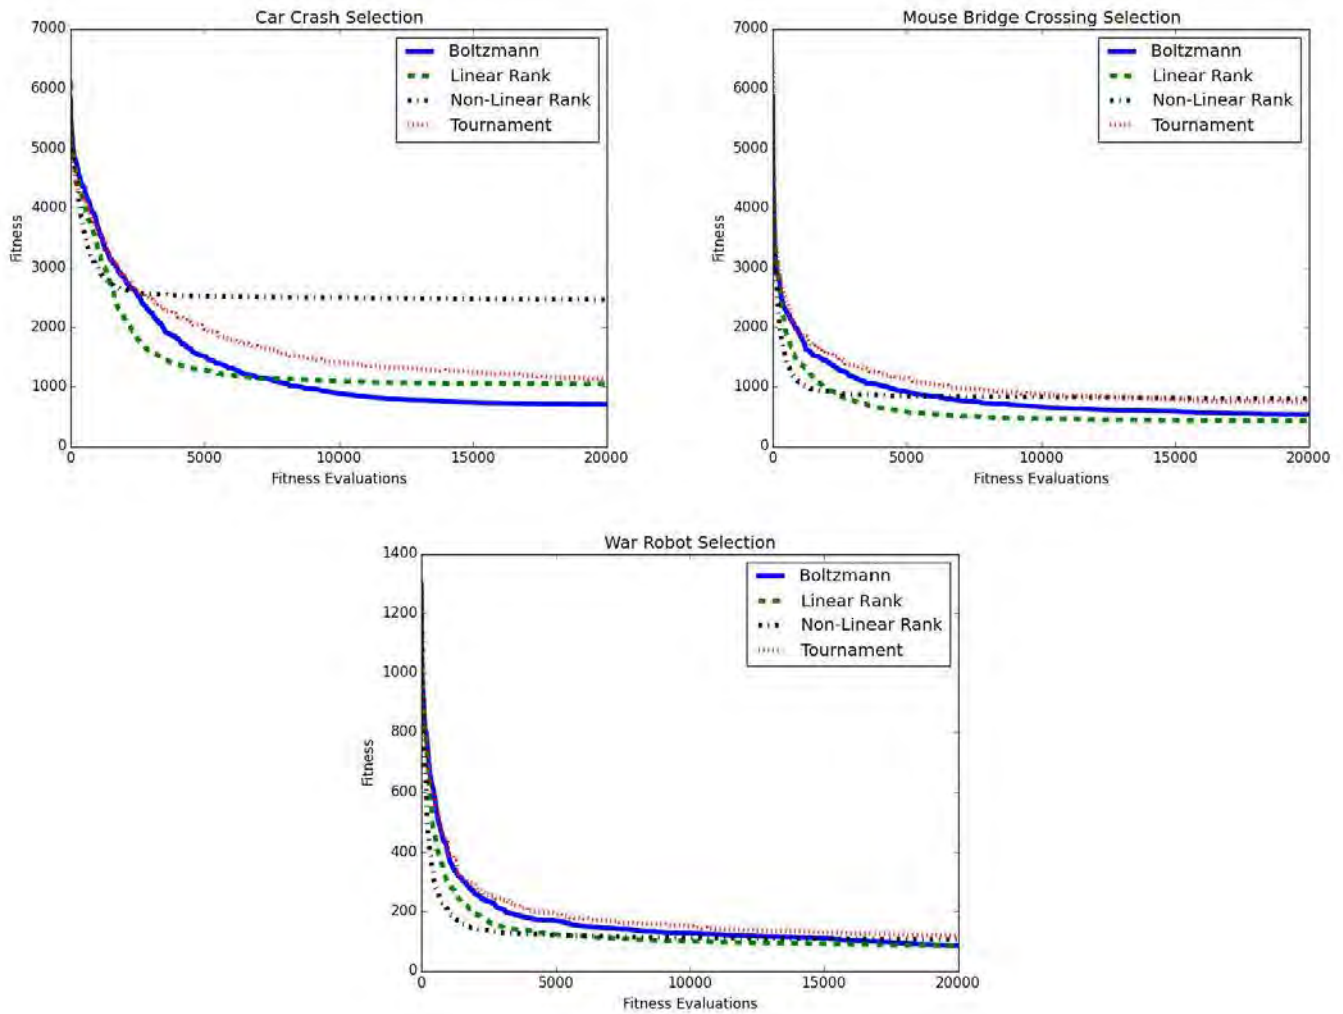 Car Crash Selection
7000
6000
5000
4000
3000
2000
1000
0
Fitness
Boltzmann
Linear Rank
Non-Linear Rank
Tournament
0 5000 10000 15000 20000
Fitness Evaluations
Mouse Bridge Crossing Selection
7000
6000
5000
4000
3000
2000
1000
0
Fitness
Boltzmann
Linear Rank
Non-Linear Rank
Tournament
0 5000 10000 15000 20000
Fitness Evaluations
War Robot Selection
1400
1200
1000
800
600
400
200
0
Fitness
Boltzmann
Linear Rank
Non-Linear Rank
Tournament
0 5000 10000 15000 20000
Fitness Evaluations